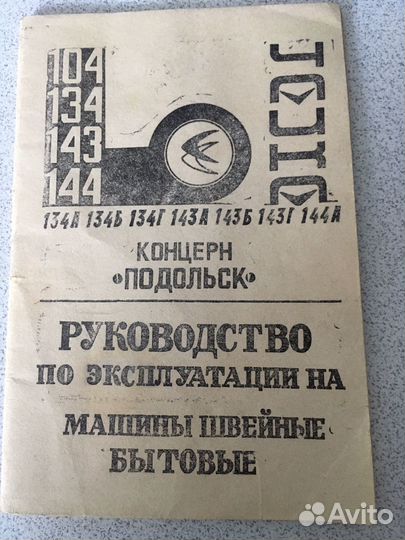 104
134
143
144
134А 134Б 134Г 143А 143Б 143Г 144А
КОНЦЕРН
«ПОДОЛЬСК»
РУКОВОДСТВО
ПО ЭКСПЛУАТАЦИИ НА
МАШИНЫ ШВЕЙНЫЕ
БЫТОВЫЕ
Avito